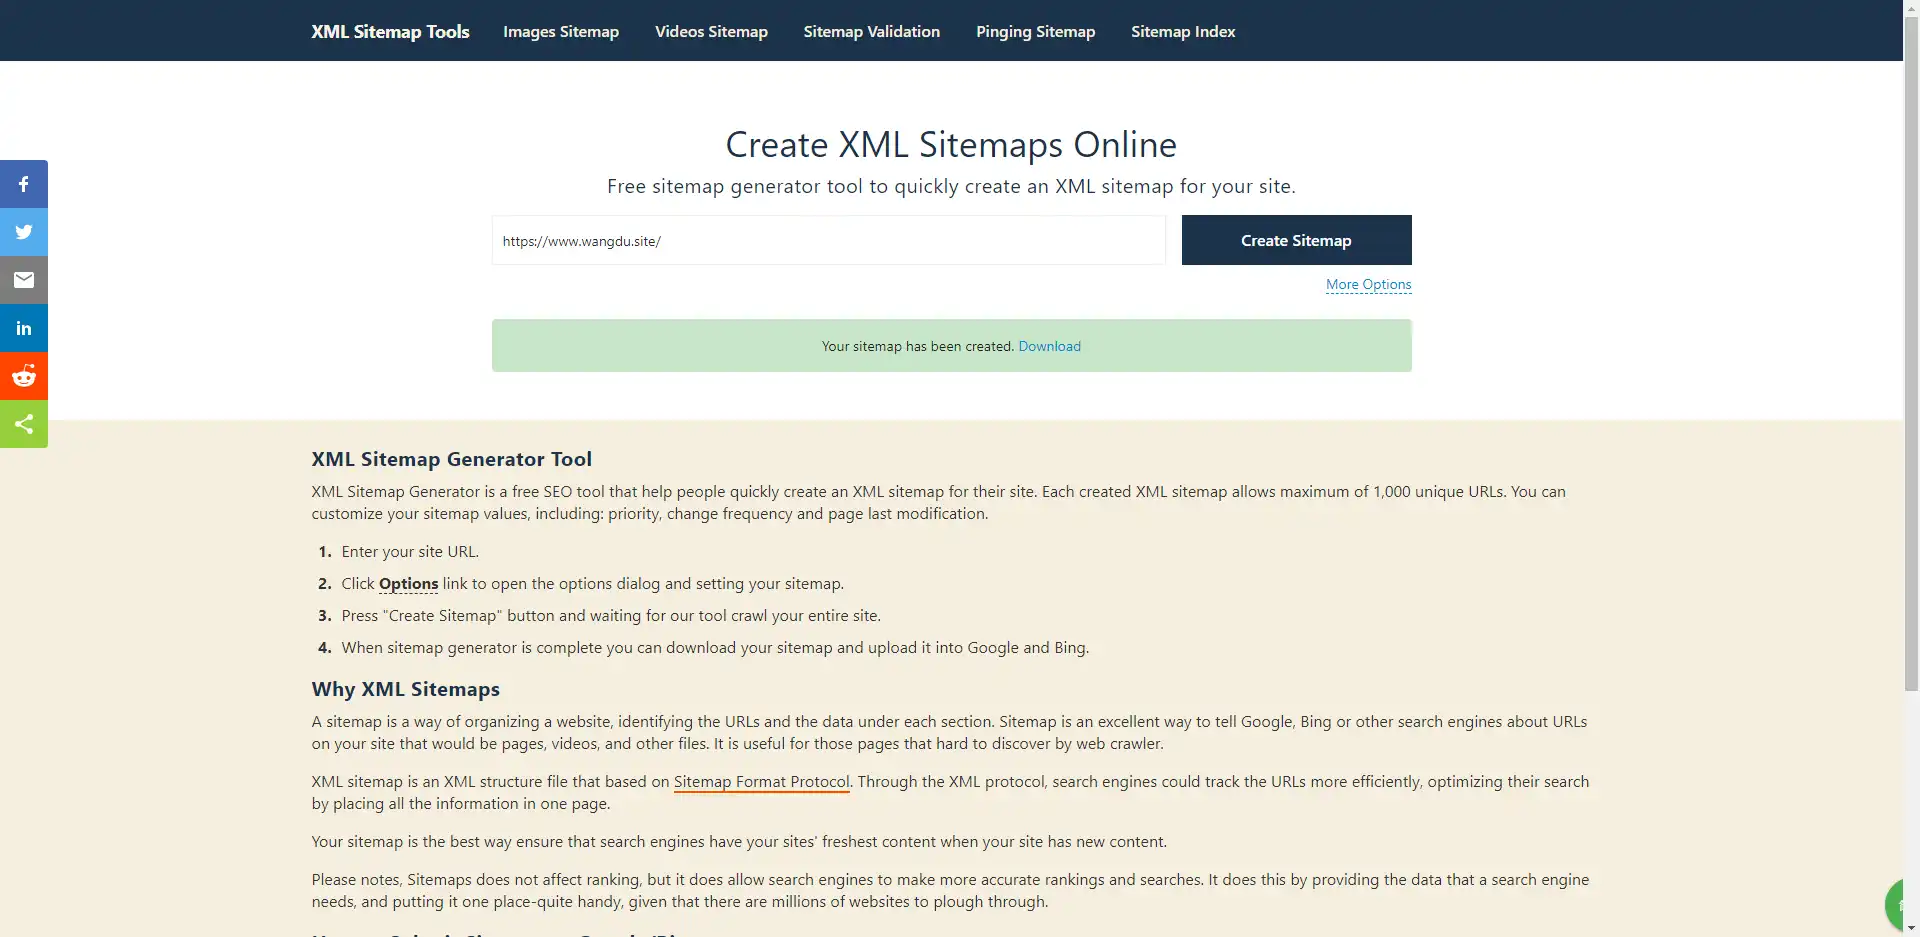 XML Sitemap Tools Images Sitemap Videos Sitemap Sitemap Validation Pinging Sitemap Sitemap Index
Create XML Sitemaps Online
Free sitemap generator tool to quickly create an XML sitemap for your site.
https://www.wangdu.site/ Create Sitemap
More Options
Your sitemap has been created. Download
XML Sitemap Generator Tool
XML Sitemap Generator is a free SEO tool that help people quickly create an XML sitemap for their site. Each created XML sitemap allows maximum of 1,000 unique URLs. You can
customize your sitemap values, including: priority, change frequency and page last modification.
1. Enter your site URL.
2. Click Options link to open the options dialog and setting your sitemap.
3. Press "Create Sitemap" button and waiting for our tool crawl your entire site.
4. When sitemap generator is complete you can download your sitemap and upload it into Google and Bing.
Why XML Sitemaps
A sitemap is a way of organizing a website, identifying the URLs and the data under each section. Sitemap is an excellent way to tell Google, Bing or other search engines about URLs
on your site that would be pages, videos, and other files. It is useful for those pages that hard to discover by web crawler.
XML sitemap is an XML structure file that based on Sitemap Format Protocol. Through the XML protocol, search engines could track the URLs more efficiently, optimizing their search
by placing all the information in one page.
Your sitemap is the best way ensure that search engines have your sites' freshest content when your site has new content.
Please notes, Sitemaps does not affect ranking, but it does allow search engines to make more accurate rankings and searches. It does this by providing the data that a search engine
needs, and putting it one place-quite handy, given that there are millions of websites to plough through.